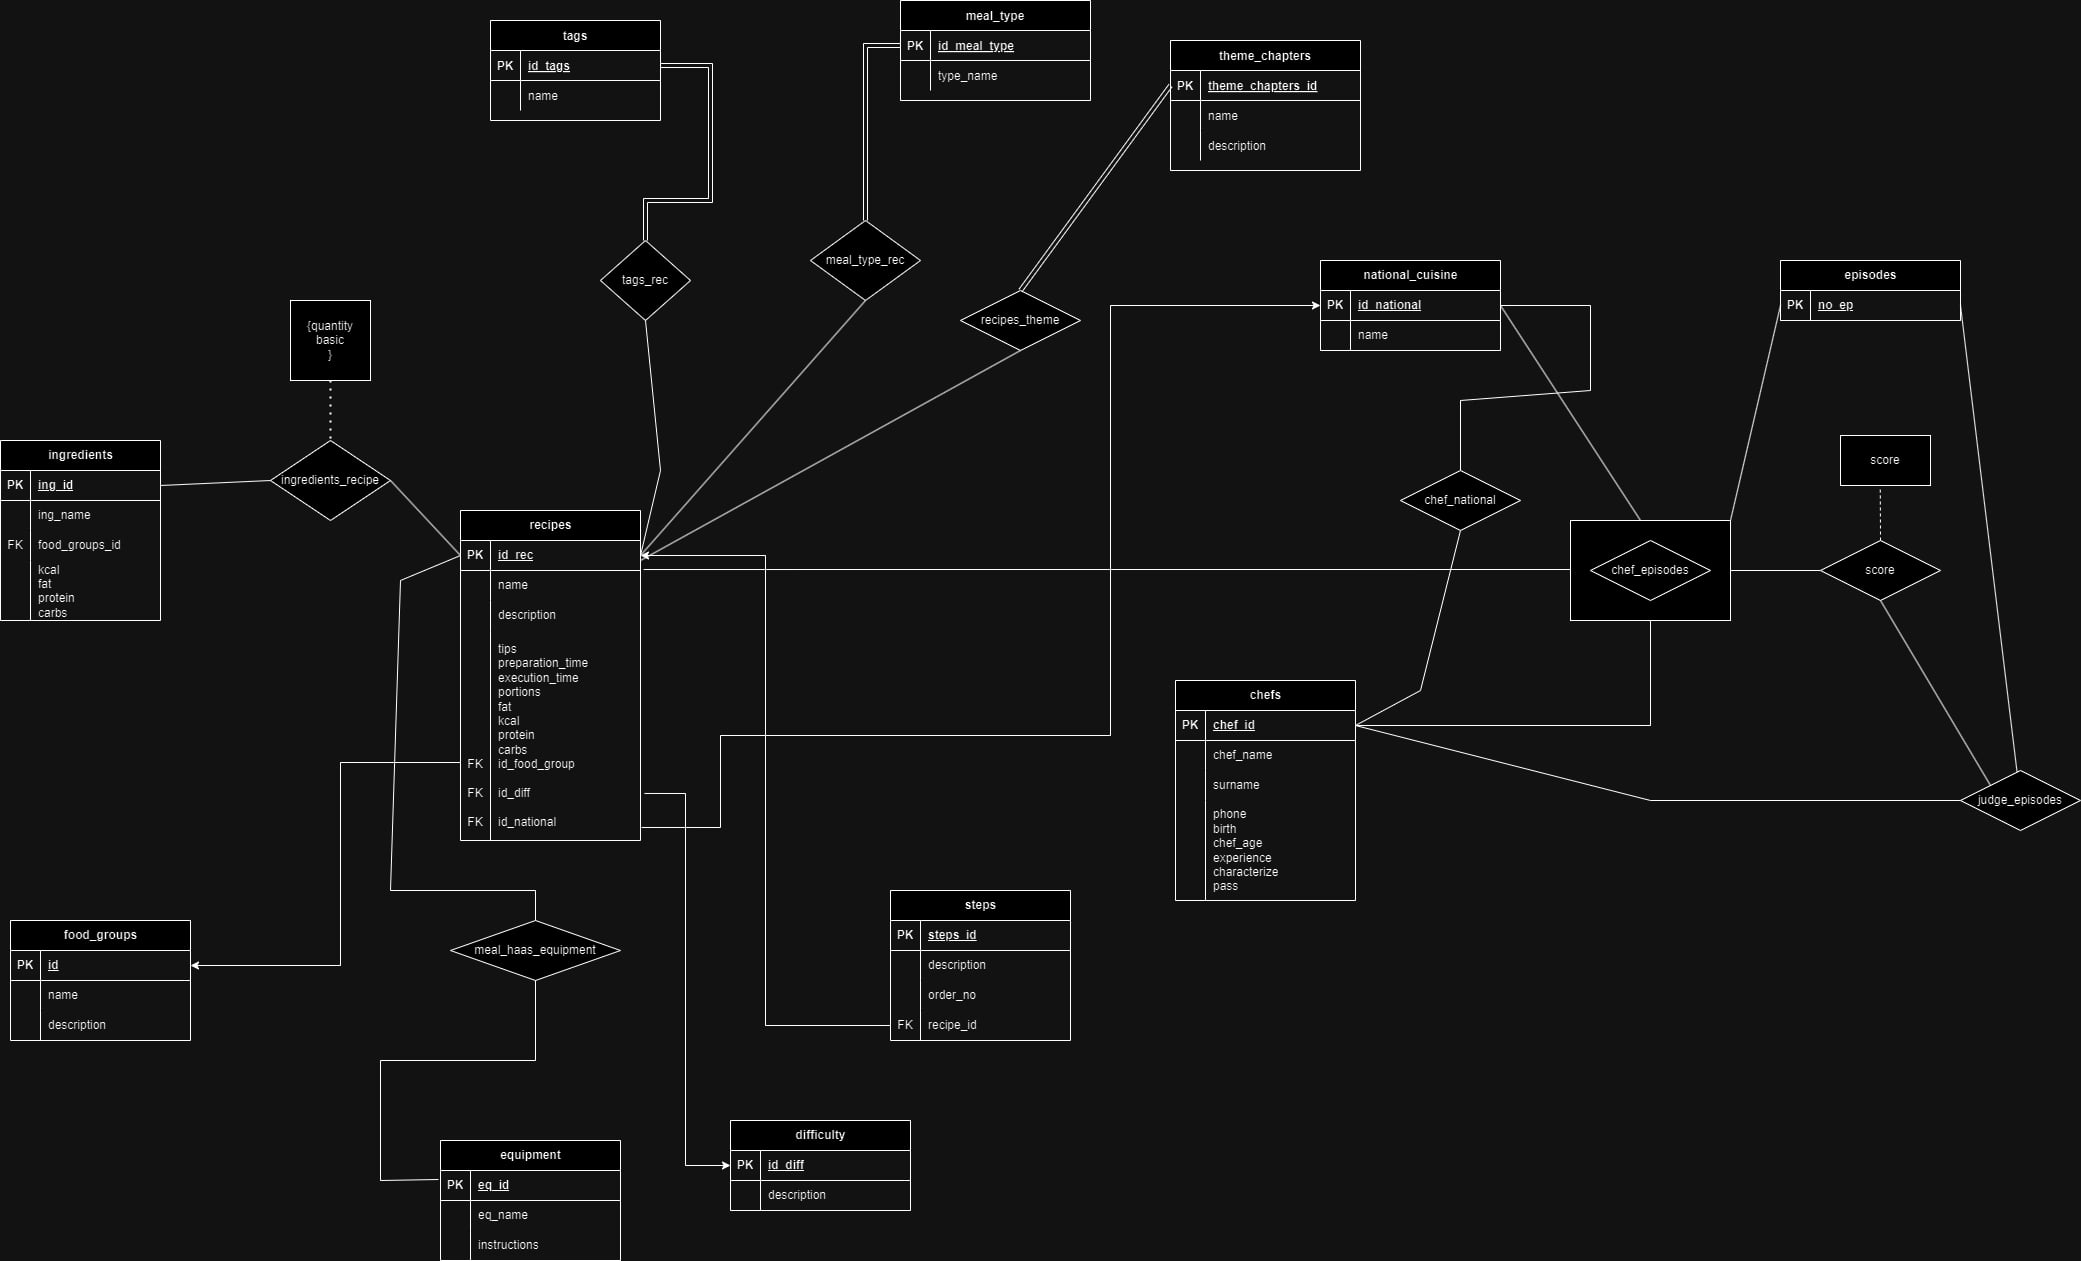 tags
PK id_tags
name
meal_type
PK id_meal_type
type_name
theme_chapters
PK theme_chapters_id
name
description
tags_rec
meal_type_rec
recipes_theme
national_cuisine
PK id_national
name
episodes
PK no_ep
{quantity
basic
}
ingredients
PK ing_id
ing_name
FK food_groups_id
kcal
fat
protein
carbs
ingredients_recipe
recipes
PK id_rec
name
description
tips
preparation_time
execution_time
portions
fat
kcal
protein
carbs
FK id_food_group
FK id_diff
FK id_national
chef_national
score
chef_episodes
score
chefs
PK chef_id
chef_name
surname
phone
birth
chef_age
experience
characterize
pass
judge_episodes
food_groups
PK id
name
description
meal_haas_equipment
steps
PK steps_id
description
order_no
FK recipe_id
equipment
PK eq_id
eq_name
instructions
difficulty
PK id_diff
description